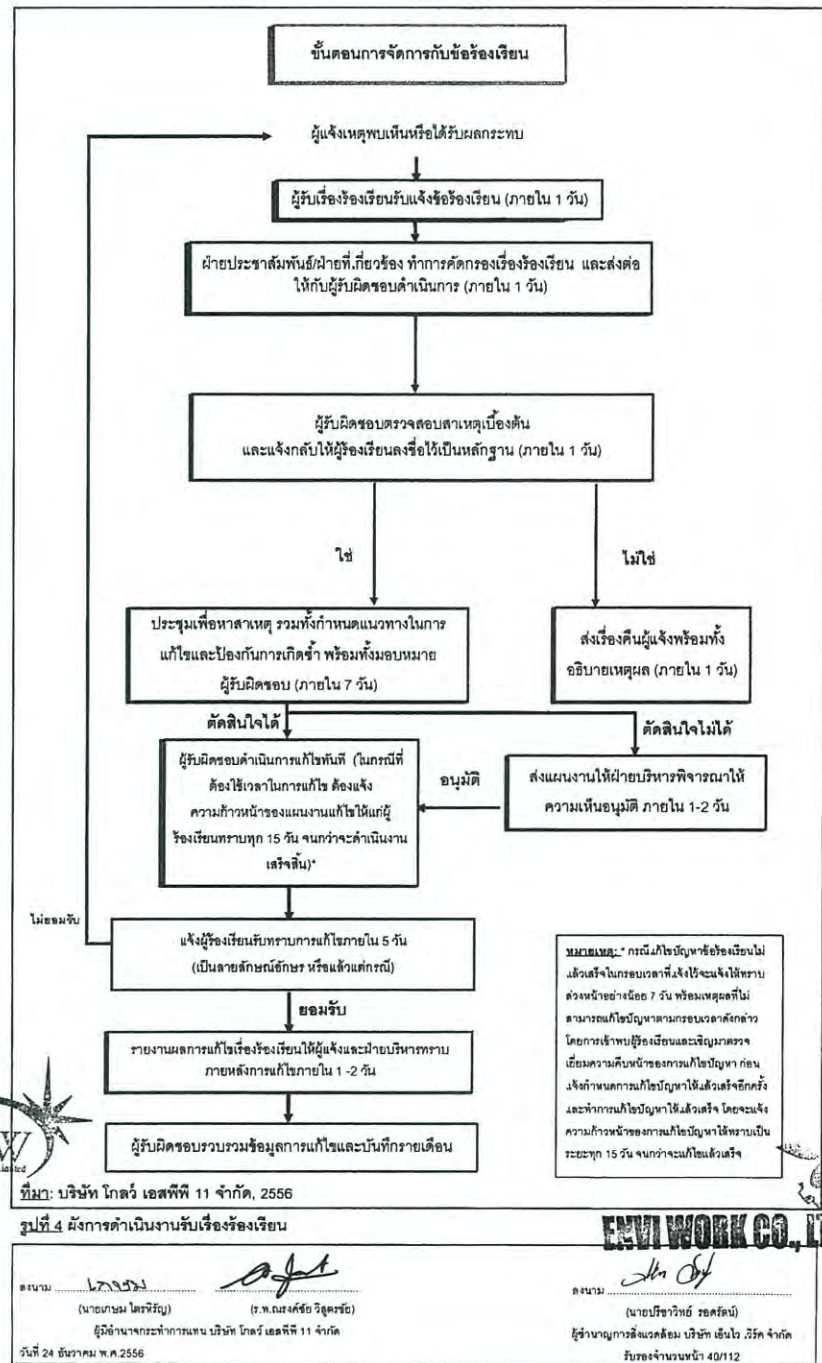 ขั้นตอนการจัดการกับข้อร้องเรียน
ผู้แจ้งเหตุพบเห็นหรือได้รับผลกระทบ
ผู้รับเรื่องร้องเรียนรับแจ้งข้อร้องเรียน (ภายใน 1 วัน)
ฝ่ายประชาสัมพันธ์/ฝ่ายที่เกี่ยวข้อง ทำการคัดกรองเรื่องร้องเรียน และส่งต่อ
ให้กับผู้รับผิดชอบดำเนินการ (ภายใน 1 วัน)
ผู้รับผิดชอบตรวจสอบสาเหตุเบื้องต้น
และแจ้งกลับให้ผู้ร้องเรียนลงชื่อไว้เป็นหลักฐาน (ภายใน 1 วัน)
ใช่
ไม่ใช่
ประชุมเพื่อหาสาเหตุ รวมทั้งกำหนดแนวทางในการ
แก้ไขและป้องกันการเกิดซ้ำ พร้อมทั้งมอบหมาย
ผู้รับผิดชอบ (ภายใน 7 วัน)
ส่งเรื่องคืนผู้แจ้งพร้อมทั้ง
อธิบายเหตุผล (ภายใน 1 วัน)
ตัดสินใจได้
ตัดสินใจไม่ได้
ผู้รับผิดชอบดำเนินการแก้ไขทันที (ในกรณีที่
ต้องใช้เวลาในการแก้ไข ต้องแจ้ง
ความก้าวหน้าของแผนงานแก้ไขให้แก่ผู้
ร้องเรียนทราบทุก 15 วัน จนกว่าจะดำเนินงาน
เสร็จสิ้น)*
อนุมัติ
ส่งแผนงานให้ฝ่ายบริหารพิจารณาให้
ความเห็นอนุมัติ ภายใน 1-2 วัน
ไม่ยอมรับ
แจ้งผู้ร้องเรียนรับทราบการแก้ไขภายใน 5 วัน
(เป็นลายลักษณ์อักษร หรือแล้วแต่กรณี)
ยอมรับ
รายงานผลการแก้ไขเรื่องร้องเรียนให้ผู้แจ้งและฝ่ายบริหารทราบ
ภายหลังการแก้ไขภายใน 1 -2 วัน
ผู้รับผิดชอบรวบรวมข้อมูลการแก้ไขและบันทึกรายเดือน
หมายเหตุ: * กรณีแก้ไขปัญหาข้อร้องเรียนไม่
แล้วเสร็จในกรอบเวลาที่แจ้งไว้จะแจ้งให้ทราบ
ล่วงหน้าอย่างน้อย 7 วัน พร้อมเหตุผลที่ไม่
สามารถแก้ไขปัญหาตามกรอบเวลาดังกล่าว
โดยการเข้าพบผู้ร้องเรียนและเชิญมาตรวจ
เยี่ยมความคืบหน้าของการแก้ไขปัญหา ก่อน
แจ้งกำหนดการแก้ไขปัญหาให้แล้วเสร็จอีกครั้ง
และทำการแก้ไขปัญหาให้แล้วเสร็จ โดยจะแจ้ง
ความก้าวหน้าของการแก้ไขปัญหาให้ทราบเป็น
ระยะทุก 15 วัน จนกว่าจะแก้ไขแล้วเสร็จ
ที่มา: บริษัท โกลว์ เอสพีพี 11 จำกัด, 2556
รูปที่ 4 ผังการดำเนินงานรับเรื่องร้องเรียน
ENVI WORK CO., LT
ลงนาม เกษม
(นายเกษม ไตรหิรัญ)
(ร.ท.ณรงค์ชัย วิสูตรชัย)
ผู้มีอำนาจกระทำการแทน บริษัท โกลว์ เอสพีพี 11 จำกัด
วันที่ 24 ธันวาคม พ.ศ.2556
ลงนาม
(นายปรีชาวิทย์ รอดรัตน์)
ผู้ชำนาญการสิ่งแวดล้อม บริษัท เอ็นไว เวิร์ค จำกัด
รับรองจำนวนหน้า 40/112